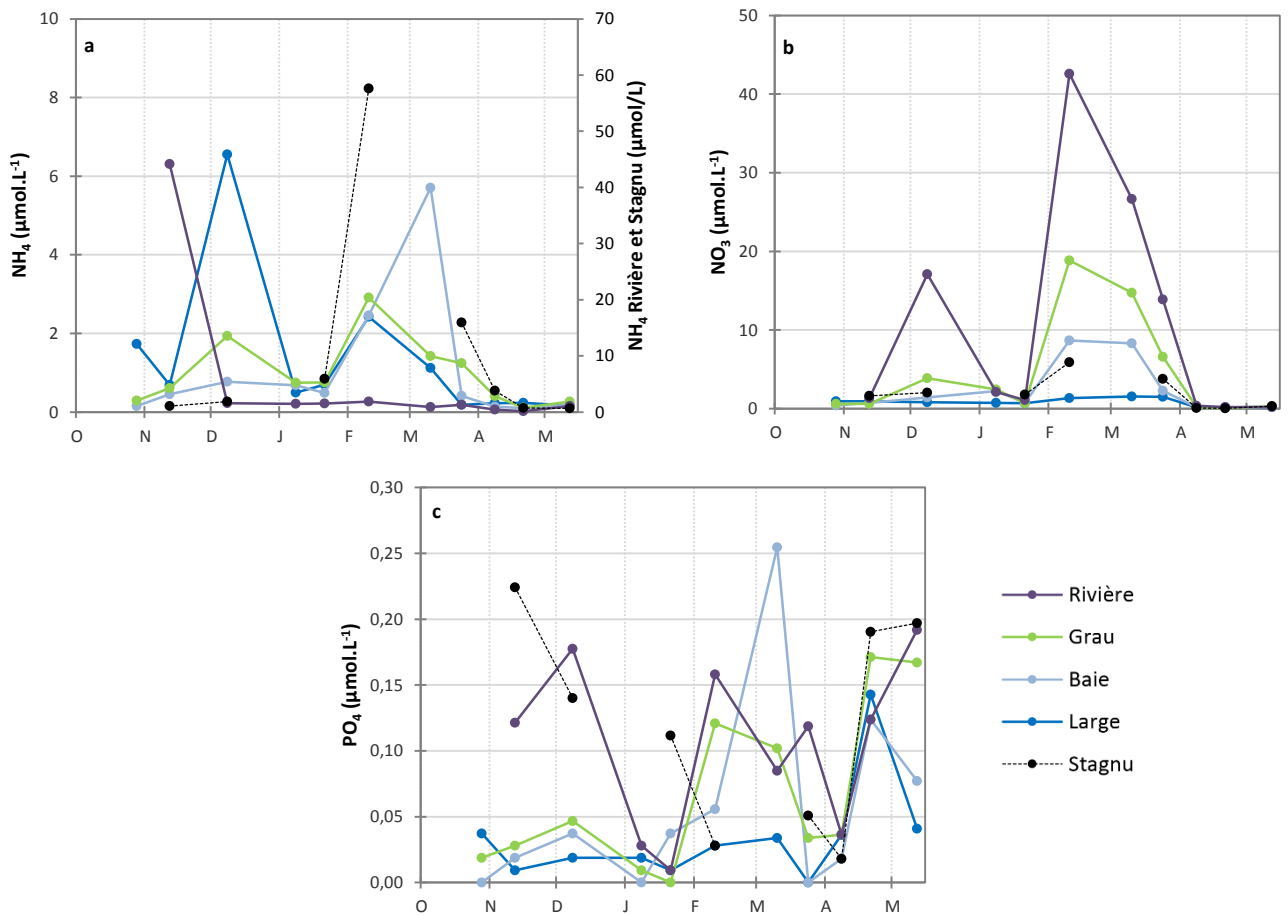 a
10
8
6
4
2
0
NH₄ (µmol.L⁻¹)
70
60
50
40
30
20
10
0
NH₄ Rivière et Stagnu (µmol/L)
O N D J F M A M
b
50
40
30
20
10
0
NO₃ (µmol.L⁻¹)
O N D J F M A M
c
0,30
0,25
0,20
0,15
0,10
0,05
0,00
PO₄ (µmol.L⁻¹)
O N D J F M A M
Rivière
Grau
Baie
Large
Stagnu